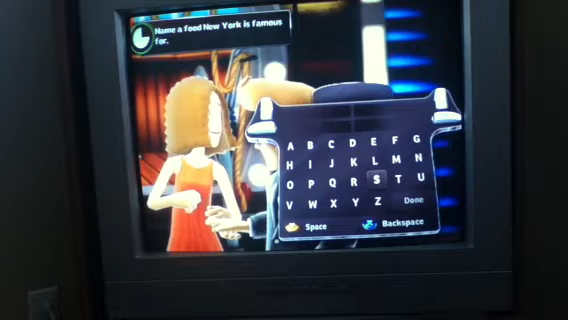 Name a food New York is famous
for.
A B C D E F G
H I J K L M N
O P Q R S T U
V W X Y Z Done
Space Backspace